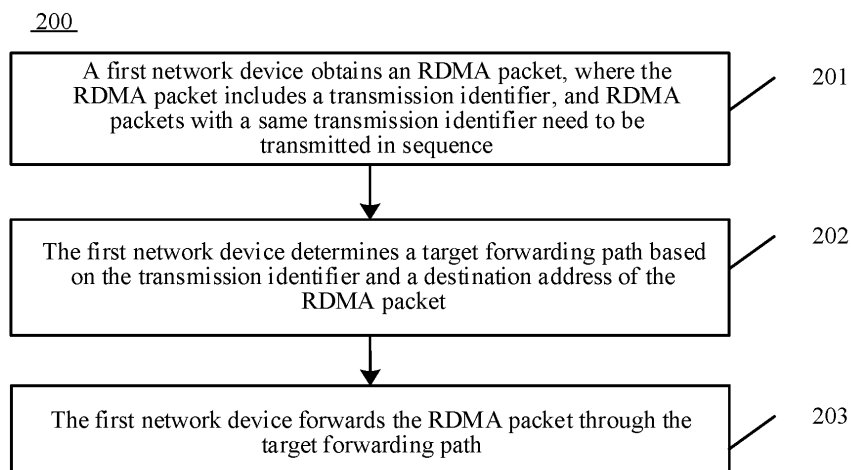 200
A first network device obtains an RDMA packet, where the
RDMA packet includes a transmission identifier, and RDMA
packets with a same transmission identifier need to be
transmitted in sequence
201
The first network device determines a target forwarding path based
on the transmission identifier and a destination address of the
RDMA packet
202
The first network device forwards the RDMA packet through the
target forwarding path
203